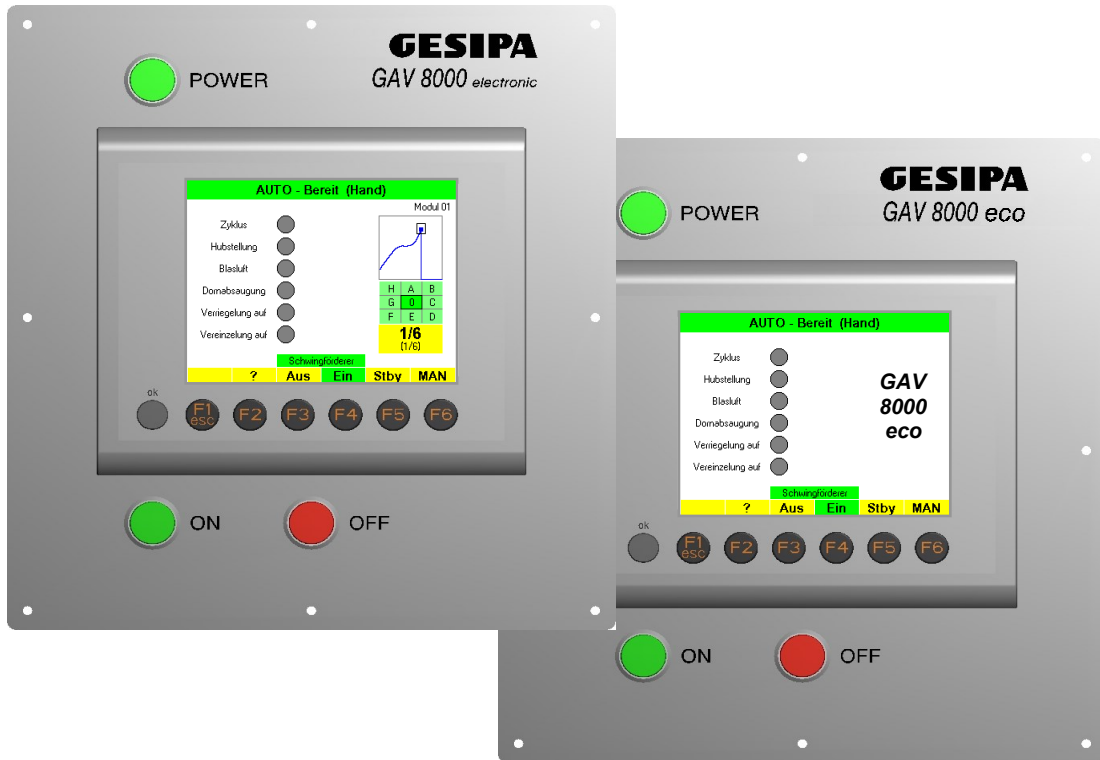 GESIPA
GAV 8000 electronic
POWER
AUTO - Bereit (Hand)
Modul 01
Zyklus
Hubstellung
Blasluft
Dornabsaugung
Verriegelung auf
Vereinzelung auf
H A B
G 0 C
F E D
1/6
(1/6)
Schwingförderer
? Aus Ein Stby MAN
ok
F1 esc F2 F3 F4 F5 F6
ON OFF
GESIPA
GAV 8000 eco
POWER
AUTO - Bereit (Hand)
Zyklus
Hubstellung
Blasluft
Dornabsaugung
Verriegelung auf
Vereinzelung auf
GAV
8000
eco
Schwingförderer
? Aus Ein Stby MAN
ok
F1 esc F2 F3 F4 F5 F6
ON OFF